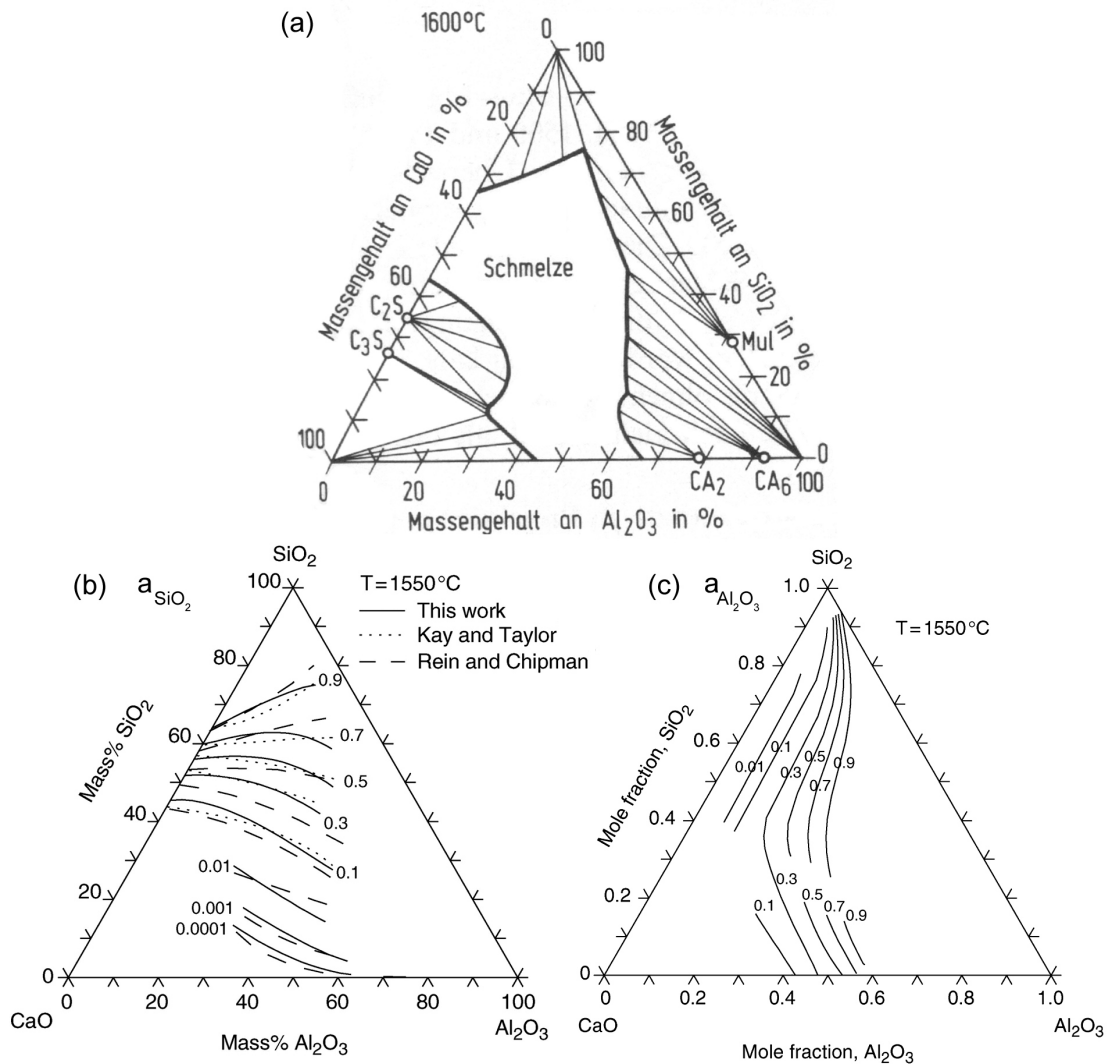 (a)
1600°C
0
100
20
80
40
60
60
40
C₂S
C₃S
Mul
20
100
0
0
20
40
60
CA₂
CA₆
100
Massengehalt an CaO in %
Massengehalt an SiO₂ in %
Schmelze
Massengehalt an Al₂O₃ in %
(b)
a SiO₂
SiO₂
100
T=1550°C
This work
Kay and Taylor
Rein and Chipman
80
60
40
20
0
0.9
0.7
0.5
0.3
0.1
0.01
0.001
0.0001
Mass% SiO₂
0
20
40
60
80
100
CaO
Al₂O₃
Mass% Al₂O₃
(c)
a Al₂O₃
SiO₂
1.0
T=1550°C
0.8
0.6
0.4
0.2
0
Mole fraction, SiO₂
0.01
0.1
0.3
0.5
0.7
0.9
0.1
0.3
0.5
0.7
0.9
0
0.2
0.4
0.6
0.8
1.0
CaO
Al₂O₃
Mole fraction, Al₂O₃